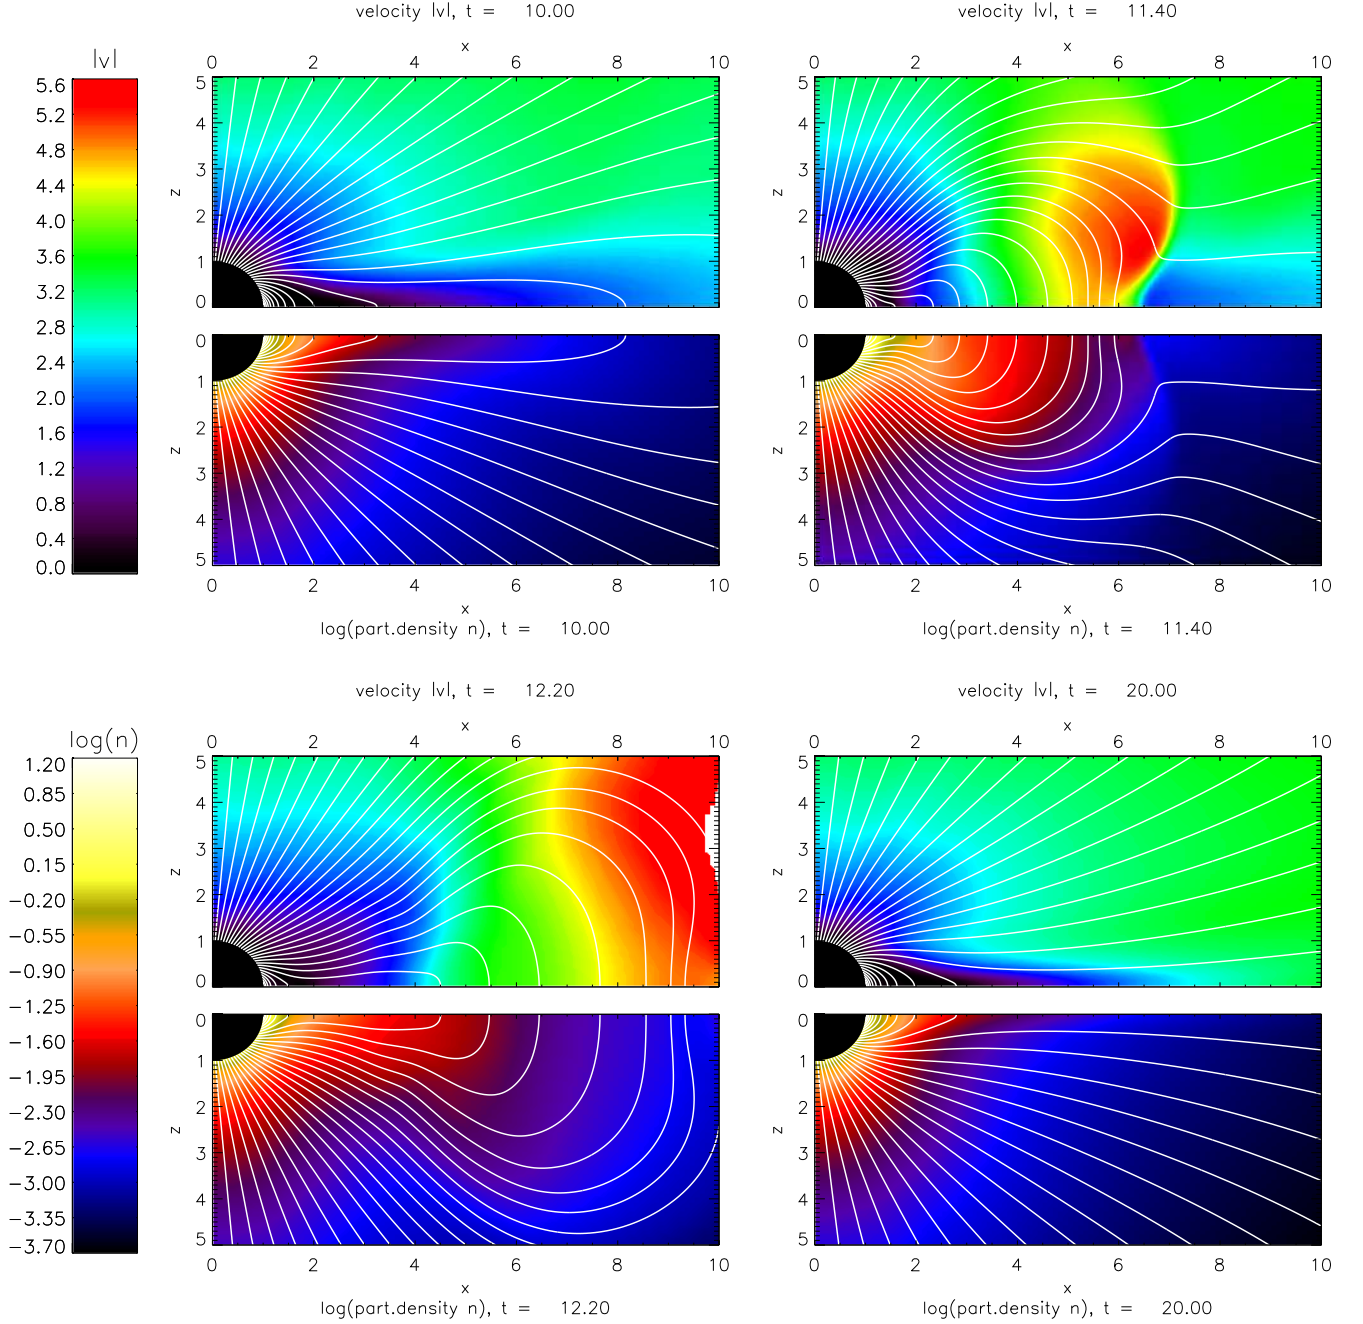 velocity |v|, t = 10.00
velocity |v|, t = 11.40
|v|
5.6
5.2
4.8
4.4
4.0
3.6
3.2
2.8
2.4
2.0
1.6
1.2
0.8
0.4
0.0
x
0 2 4 6 8 10
5
4
3
2
1
0
z
0
1
2
3
4
5
z
0 2 4 6 8 10
x
log(part.density n), t = 10.00
x
0 2 4 6 8 10
5
4
3
2
1
0
z
0
1
2
3
4
5
z
0 2 4 6 8 10
x
log(part.density n), t = 11.40
velocity |v|, t = 12.20
velocity |v|, t = 20.00
log(n)
1.20
0.85
0.50
0.15
−0.20
−0.55
−0.90
−1.25
−1.60
−1.95
−2.30
−2.65
−3.00
−3.35
−3.70
x
0 2 4 6 8 10
5
4
3
2
1
0
z
0
1
2
3
4
5
z
0 2 4 6 8 10
x
log(part.density n), t = 12.20
x
0 2 4 6 8 10
5
4
3
2
1
0
z
0
1
2
3
4
5
z
0 2 4 6 8 10
x
log(part.density n), t = 20.00